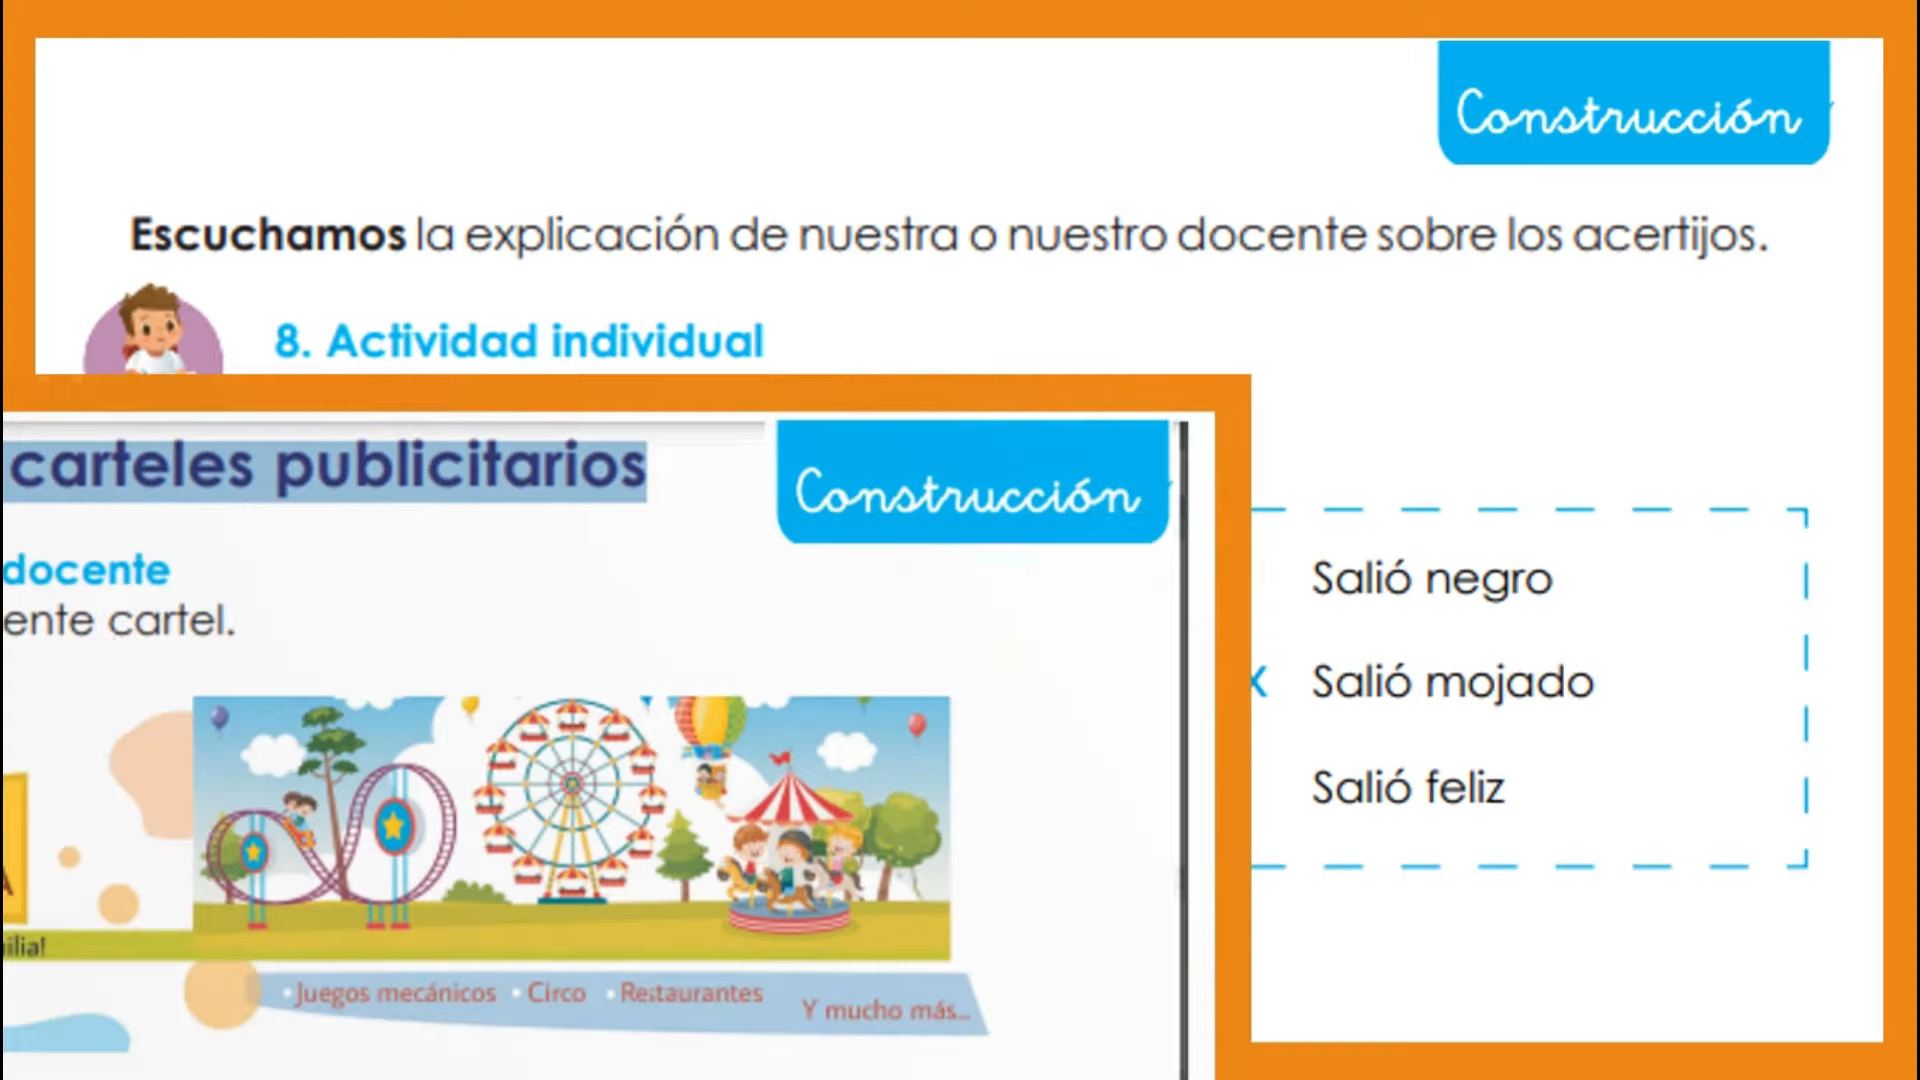 Construcción
Escuchamos la explicación de nuestra o nuestro docente sobre los acertijos.
8. Actividad individual
Salió negro
x Salió mojado
Salió feliz
carteles publicitarios
Construcción
docente
ente cartel.
ilia!
• Juegos mecánicos • Circo • Restaurantes
Y mucho más...